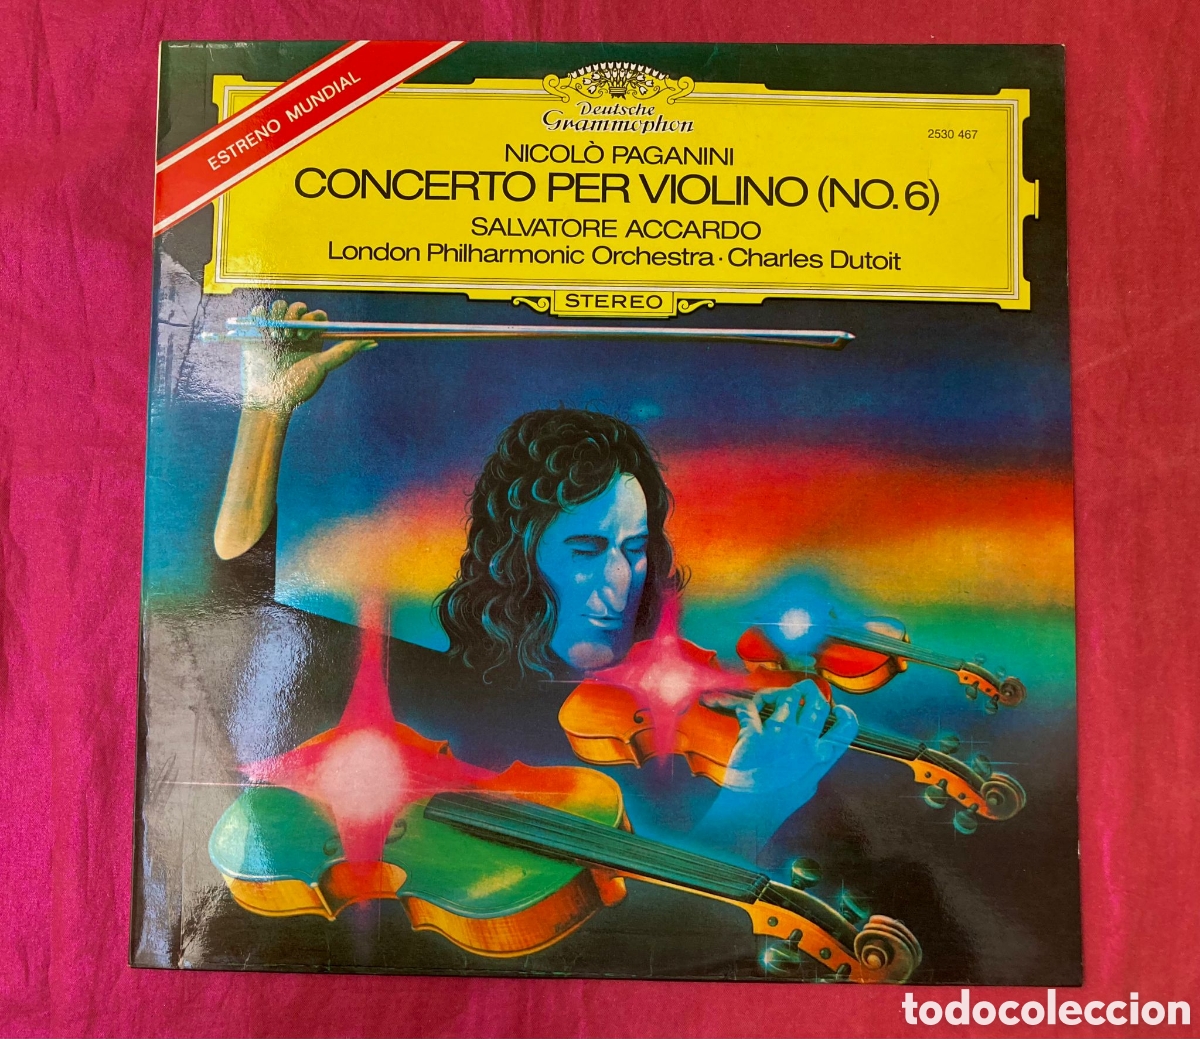 ESTRENO MUNDIAL
Deutsche
Grammophon
2530 467
NICOLÒ PAGANINI
CONCERTO PER VIOLINO (NO. 6)
SALVATORE ACCARDO
London Philharmonic Orchestra · Charles Dutoit
STEREO
todocoleccion